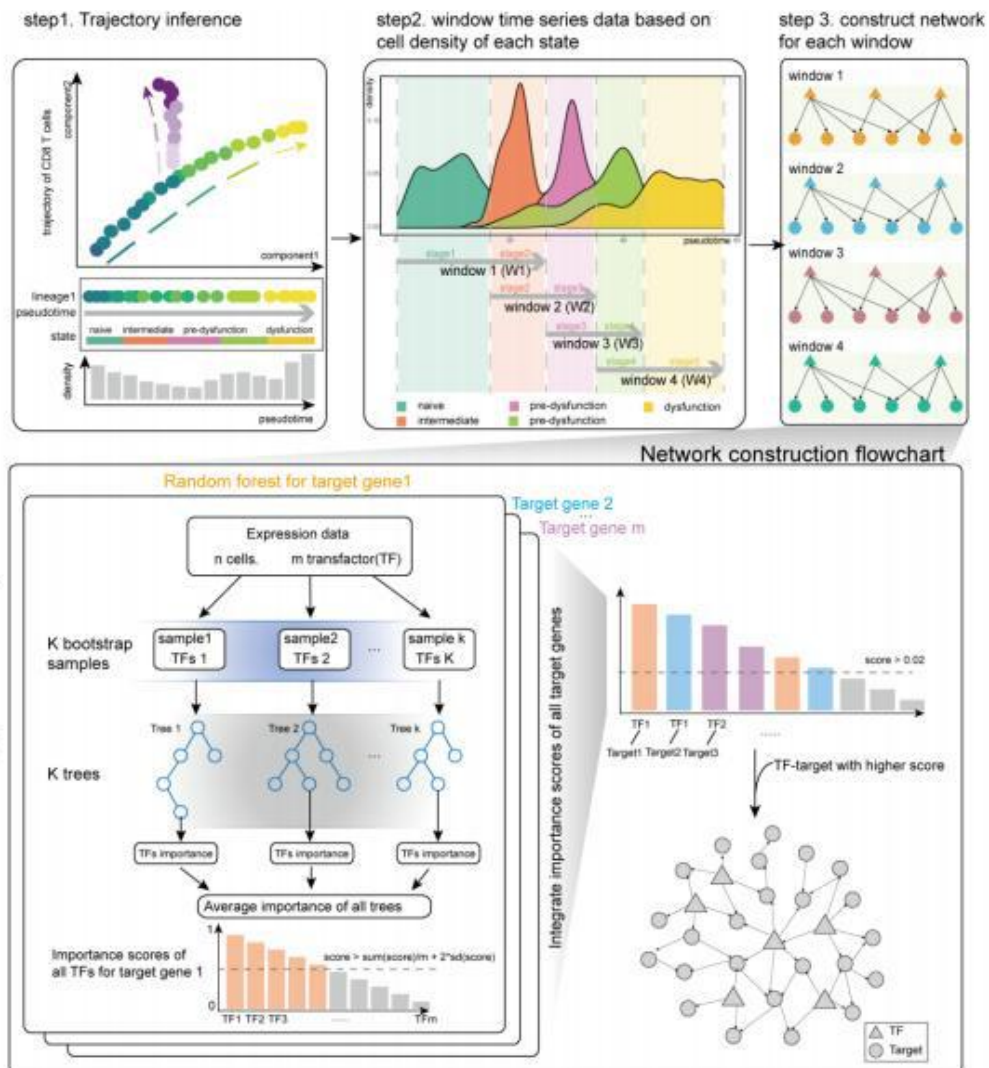 step1. Trajectory inference
step2. window time series data based on
cell density of each state
step 3. construct network
for each window
trajectory of CD8 T cells
component2
component1
lineage1
pseudotime
state
naive
intermediate
pre-dysfunction
dysfunction
density
pseudotime
density
pseudotime
stage1
stage2
window 1 (W1)
stage2
window 2 (W2)
stage3
window 3 (W3)
stage4
window 4 (W4)
naive
pre-dysfunction
dysfunction
intermediate
pre-dysfunction
window 1
window 2
window 3
window 4
Network construction flowchart
Random forest for target gene1
Target gene 2
...
Target gene m
Expression data
n cells. m transfactor(TF)
K bootstrap
samples
sample1
TFs 1
sample2
TFs 2
...
sample k
TFs K
Tree 1
Tree 2
Tree k
K trees
...
TFs importance
TFs importance
TFs importance
Average importance of all trees
Importance scores of
all TFs for target gene 1
1
0
score > sum(score)/m + 2*sd(score)
TF1 TF2 TF3 ...... TFm
Integrate importance scores of all target genes
score > 0.02
TF1 TF1 TF2
Target1 Target2 Target3 .....
TF-target with higher score
TF
Target